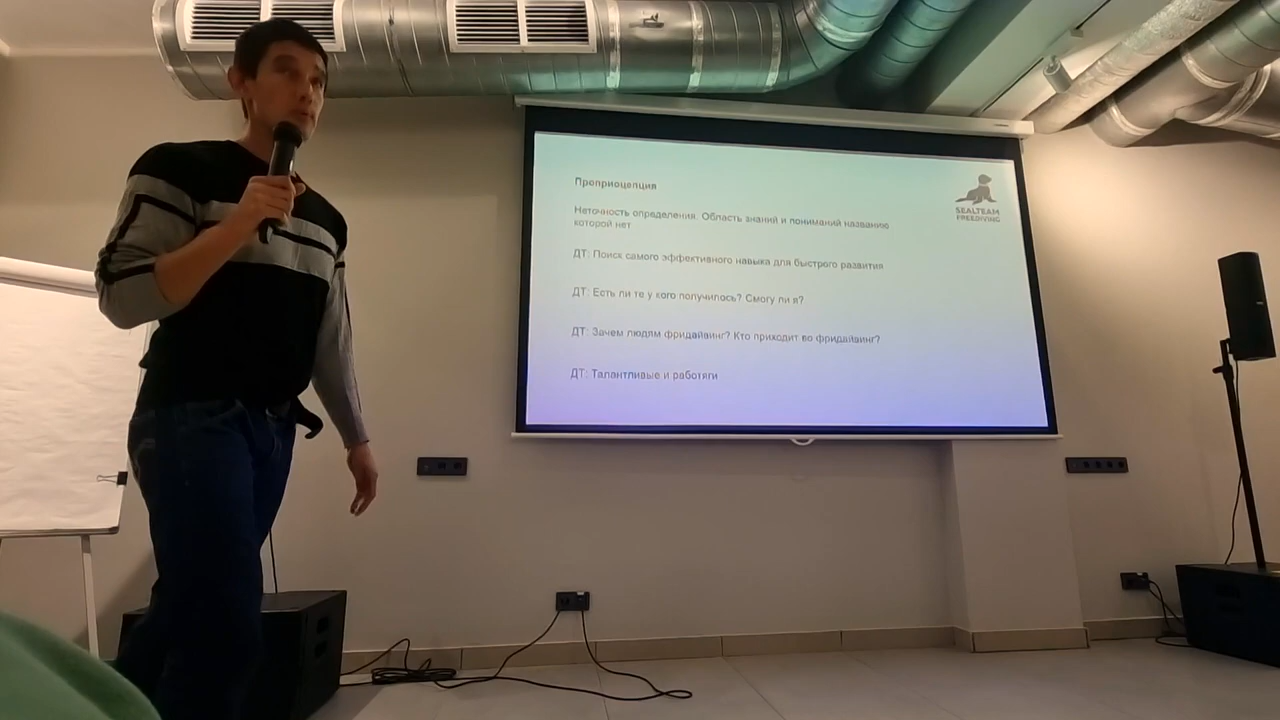 Проприоцепция
SEALTEAM
FREEDIVING
Неточность определения. Область знаний и пониманий названию
которой нет
ДТ: Поиск самого эффективного навыка для быстрого развития
ДТ: Есть ли те у кого получилось? Смогу ли я?
ДТ: Зачем людям фридайвинг? Кто приходит во фридайвинг?
ДТ: Талантливые и работяги